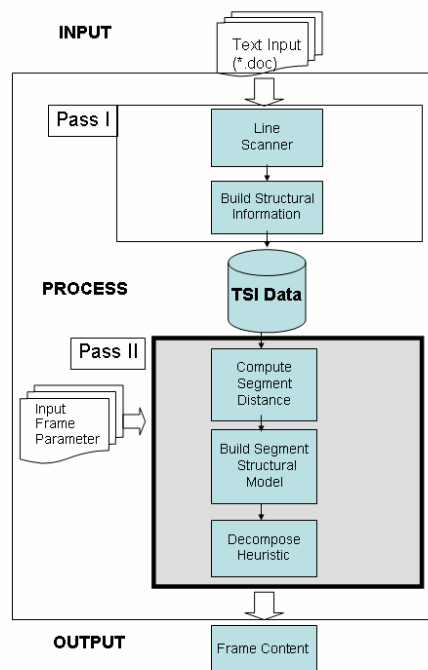 INPUT
Text Input
(*.doc)
Pass I
Line
Scanner
Build Structural
Information
PROCESS
TSI Data
Pass II
Compute
Segment
Distance
Input
Frame
Parameter
Build Segment
Structural
Model
Decompose
Heuristic
OUTPUT
Frame Content